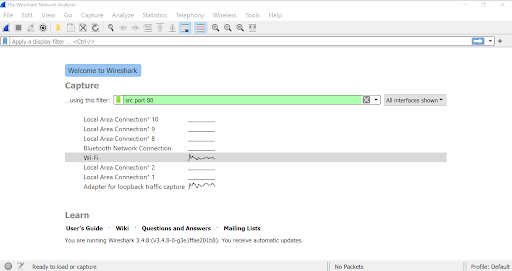 The Wireshark Network Analyzer
File Edit View Go Capture Analyze Statistics Telephony Wireless Tools Help
Apply a display filter ... <Ctrl-/>
Welcome to Wireshark
Capture
...using this filter: src port 80 All interfaces shown
Local Area Connection* 10
Local Area Connection* 9
Local Area Connection* 8
Bluetooth Network Connection
Wi-Fi
Local Area Connection* 2
Local Area Connection* 1
Adapter for loopback traffic capture
Learn
User's Guide · Wiki · Questions and Answers · Mailing Lists
You are running Wireshark 3.4.8 (v3.4.8-0-g3e1ffae201b8). You receive automatic updates.
Ready to load or capture No Packets Profile: Default